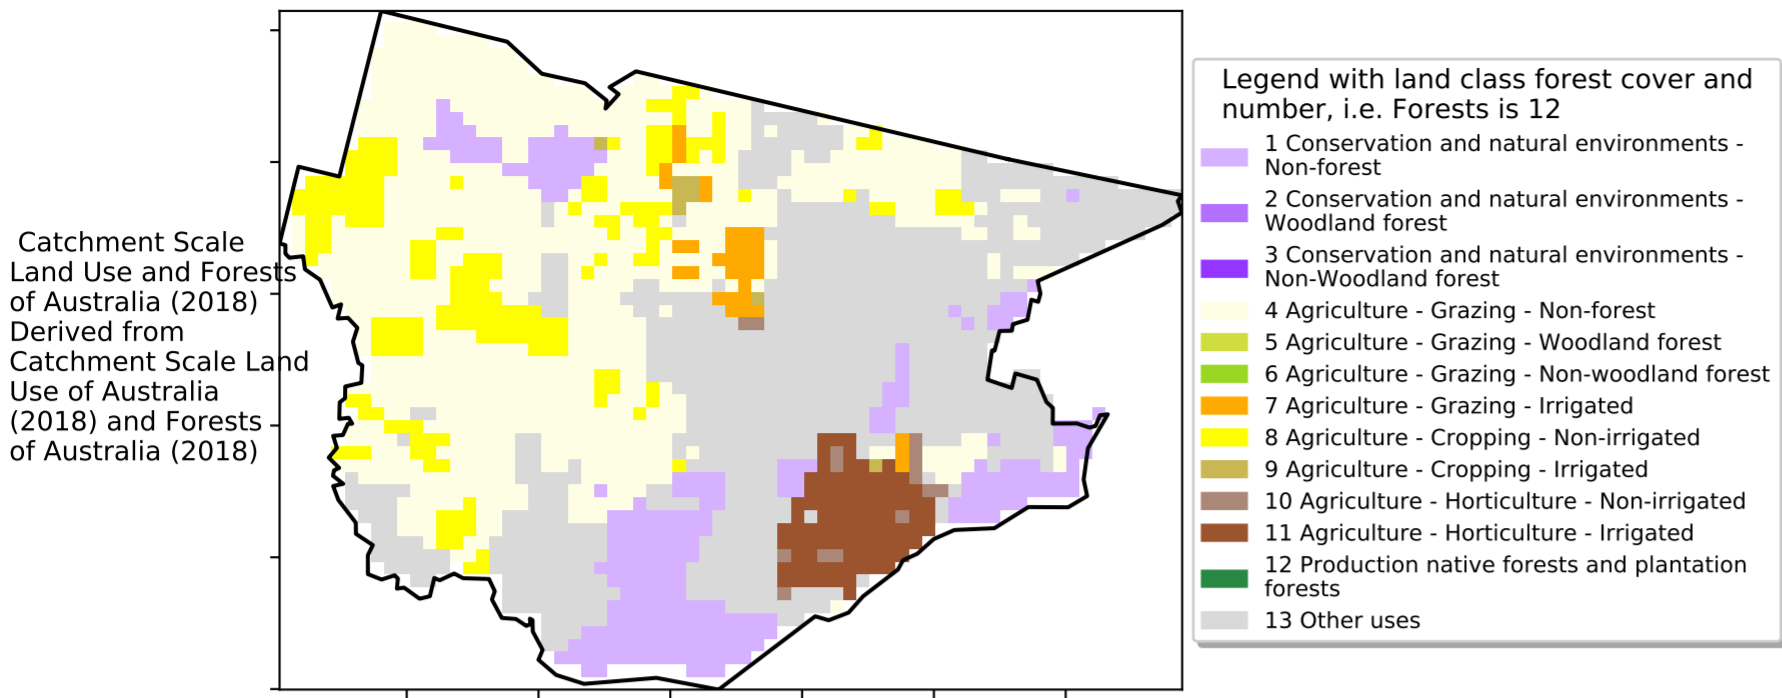 Catchment Scale
Land Use and Forests
of Australia (2018)
Derived from
Catchment Scale Land
Use of Australia
(2018) and Forests
of Australia (2018)
Legend with land class forest cover and
number, i.e. Forests is 12
1 Conservation and natural environments -
Non-forest
2 Conservation and natural environments -
Woodland forest
3 Conservation and natural environments -
Non-Woodland forest
4 Agriculture - Grazing - Non-forest
5 Agriculture - Grazing - Woodland forest
6 Agriculture - Grazing - Non-woodland forest
7 Agriculture - Grazing - Irrigated
8 Agriculture - Cropping - Non-irrigated
9 Agriculture - Cropping - Irrigated
10 Agriculture - Horticulture - Non-irrigated
11 Agriculture - Horticulture - Irrigated
12 Production native forests and plantation
forests
13 Other uses